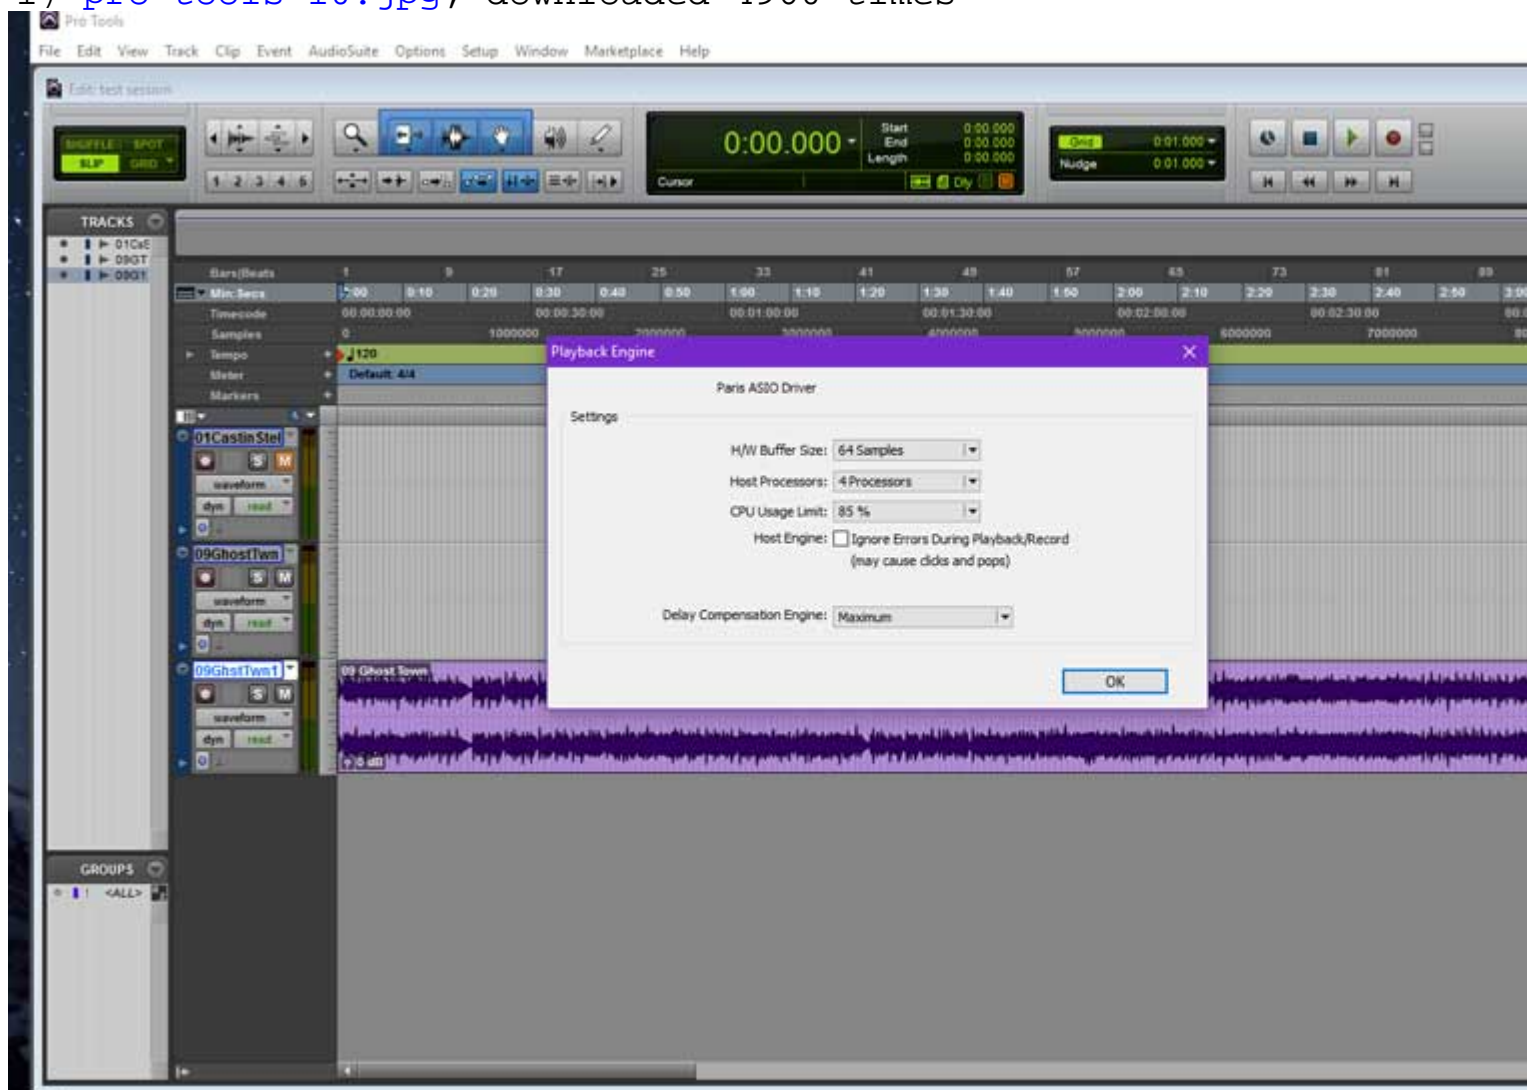 Pro Tools
File Edit View Track Clip Event AudioSuite Options Setup Window Marketplace Help
Edit: test session
SHUFFLE SPOT
SLIP GRID
1 2 3 4 5
0:00.000
Start 0:00.000
End 0:00.000
Length 0:00.000
Cursor
Dly
Grid 0:01.000
Nudge 0:01.000
TRACKS
01CsS
09GT
09GT
Bars|Beats 1 9 17 25 33 41 49 57 65 73 81 89
Min:Secs 0:00 0:10 0:20 0:30 0:40 0:50 1:00 1:10 1:20 1:30 1:40 1:50 2:00 2:10 2:20 2:30 2:40 2:50 3:00
Timecode 00:00:00:00 00:00:30:00 00:01:00:00 00:01:30:00 00:02:00:00 00:02:30:00
Samples 0 1000000 2000000 3000000 4000000 5000000 6000000 7000000
Tempo 120
Meter Default: 4/4
Markers
Playback Engine
Paris ASIO Driver
Settings
H/W Buffer Size: 64 Samples
Host Processors: 4 Processors
CPU Usage Limit: 85 %
Host Engine: Ignore Errors During Playback/Record
(may cause clicks and pops)
Delay Compensation Engine: Maximum
OK
01CastinStel
S M
waveform
dyn read
09GhostTwn
S M
waveform
dyn read
09GhstTwn1
S M
waveform
dyn read
09 Ghost Town
0 dB
GROUPS
! <ALL>